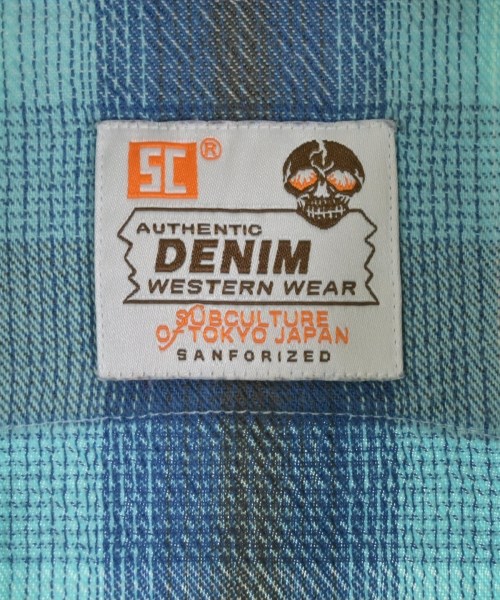 SC®
AUTHENTIC
DENIM
WESTERN WEAR
SUBCULTURE
of TOKYO JAPAN
SANFORIZED